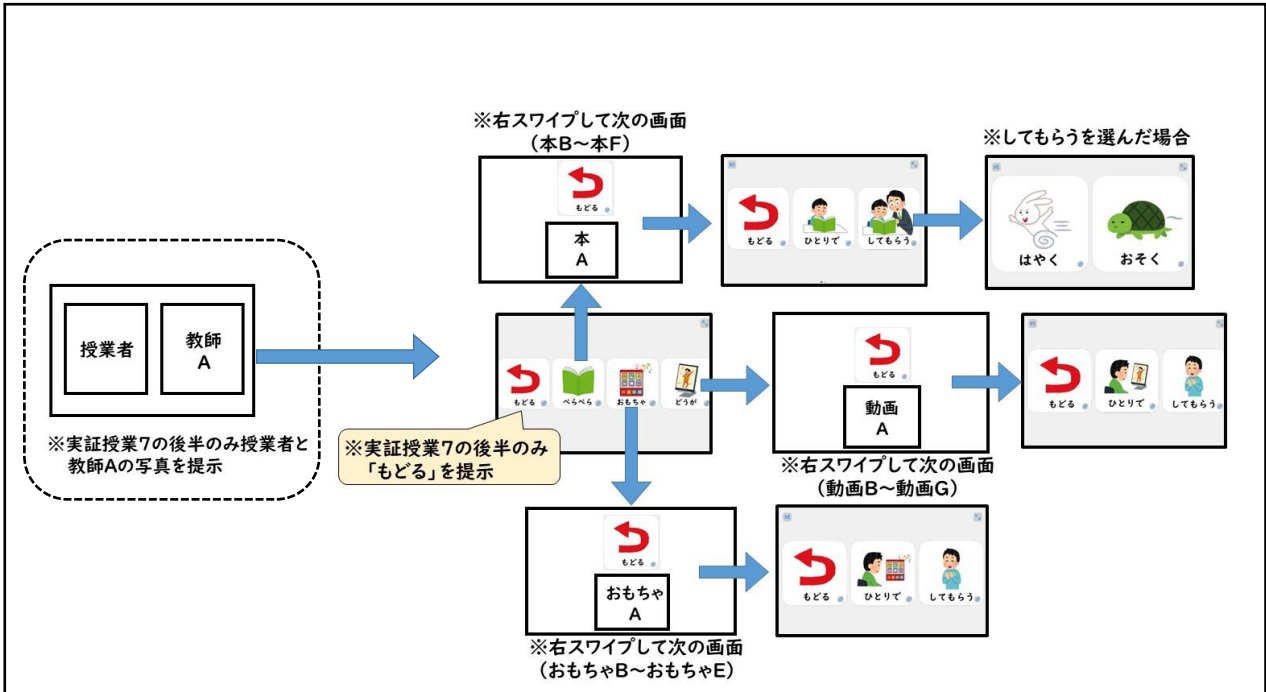 ※右スワイプして次の画面
(本B～本F)
もどる
本
A
もどる
ひとりで
してもらう
※してもらうを選んだ場合
はやく
おそく
授業者
教師
A
※実証授業7の後半のみ授業者と
教師Aの写真を提示
もどる
ぺらぺら
おもちゃ
どうが
※実証授業7の後半のみ
「もどる」を提示
もどる
動画
A
※右スワイプして次の画面
(動画B～動画G)
もどる
ひとりで
してもらう
もどる
おもちゃ
A
※右スワイプして次の画面
(おもちゃB～おもちゃE)
もどる
ひとりで
してもらう